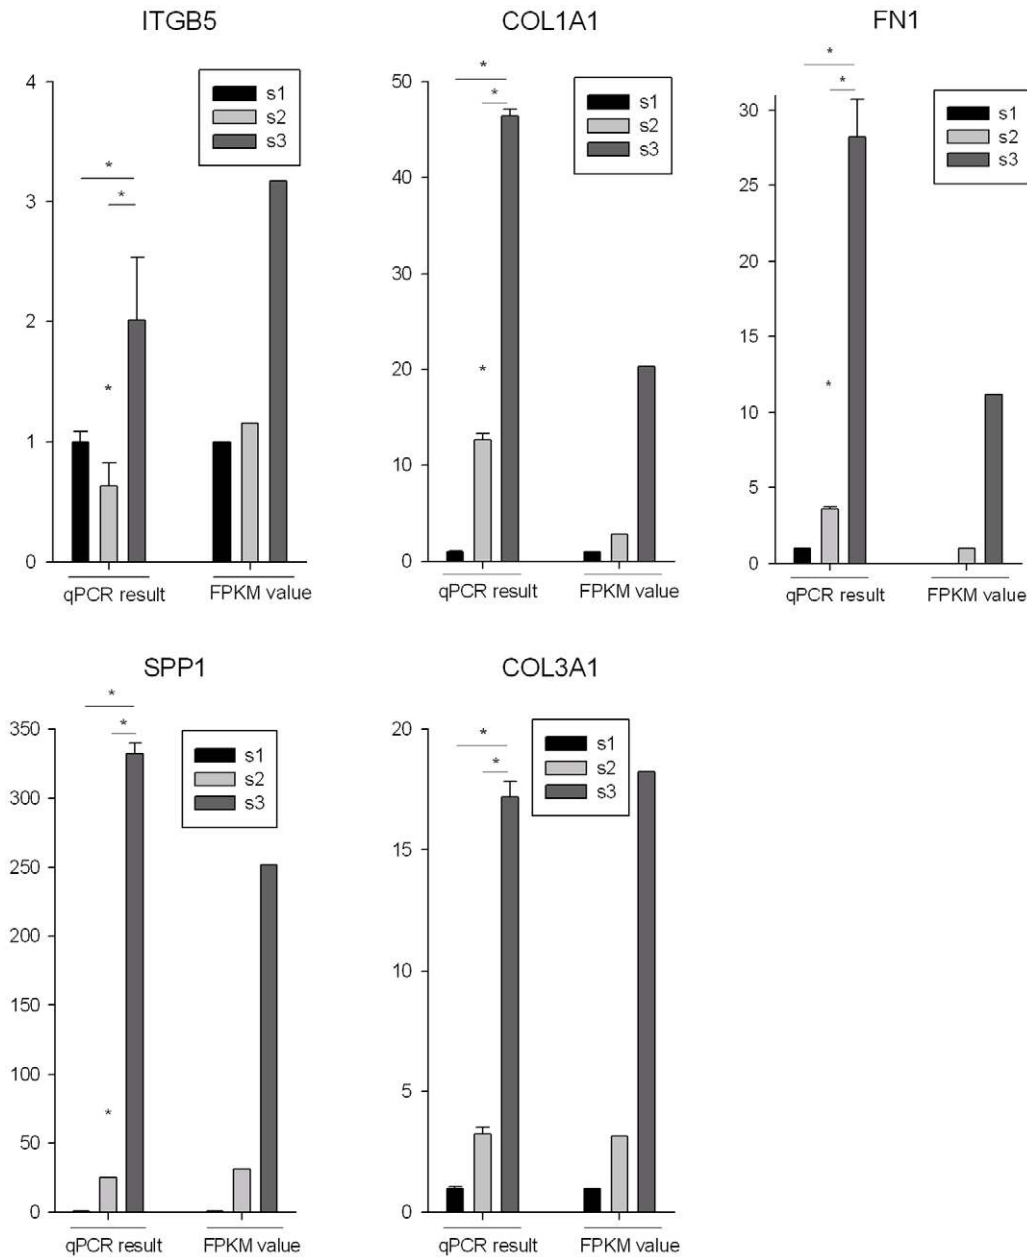 ITGB5
4
3
2
1
0
s1
s2
s3
*
*
*
qPCR result
FPKM value
COL1A1
50
40
30
20
10
0
s1
s2
s3
*
*
*
qPCR result
FPKM value
FN1
30
25
20
15
10
5
0
s1
s2
s3
*
*
*
qPCR result
FPKM value
SPP1
350
300
250
200
150
100
50
0
s1
s2
s3
*
*
*
qPCR result
FPKM value
COL3A1
20
15
10
5
0
s1
s2
s3
*
*
qPCR result
FPKM value